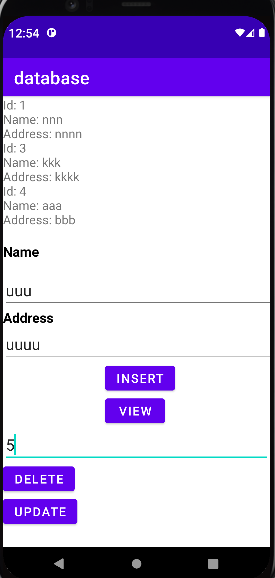 12:54
database
Id: 1
Name: nnn
Address: nnnn
Id: 3
Name: kkk
Address: kkkk
Id: 4
Name: aaa
Address: bbb
Name
uuu
Address
uuuu
INSERT
VIEW
5
DELETE
UPDATE